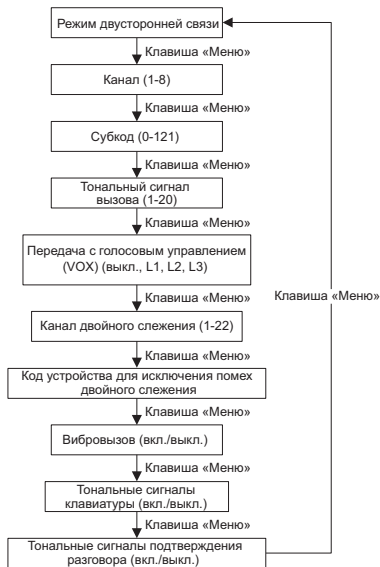 Режим двусторонней связи
Клавиша «Меню»
Канал (1-8)
Клавиша «Меню»
Субкод (0-121)
Клавиша «Меню»
Тональный сигнал
вызова (1-20)
Клавиша «Меню»
Передача с голосовым управлением
(VOX) (выкл., L1, L2, L3)
Клавиша «Меню»
Клавиша «Меню»
Канал двойного слежения (1-22)
Клавиша «Меню»
Код устройства для исключения помех
двойного слежения
Клавиша «Меню»
Вибровызов (вкл./выкл.)
Клавиша «Меню»
Тональные сигналы
клавиатуры (вкл./выкл.)
Клавиша «Меню»
Тональные сигналы подтверждения
разговора (вкл./выкл.)